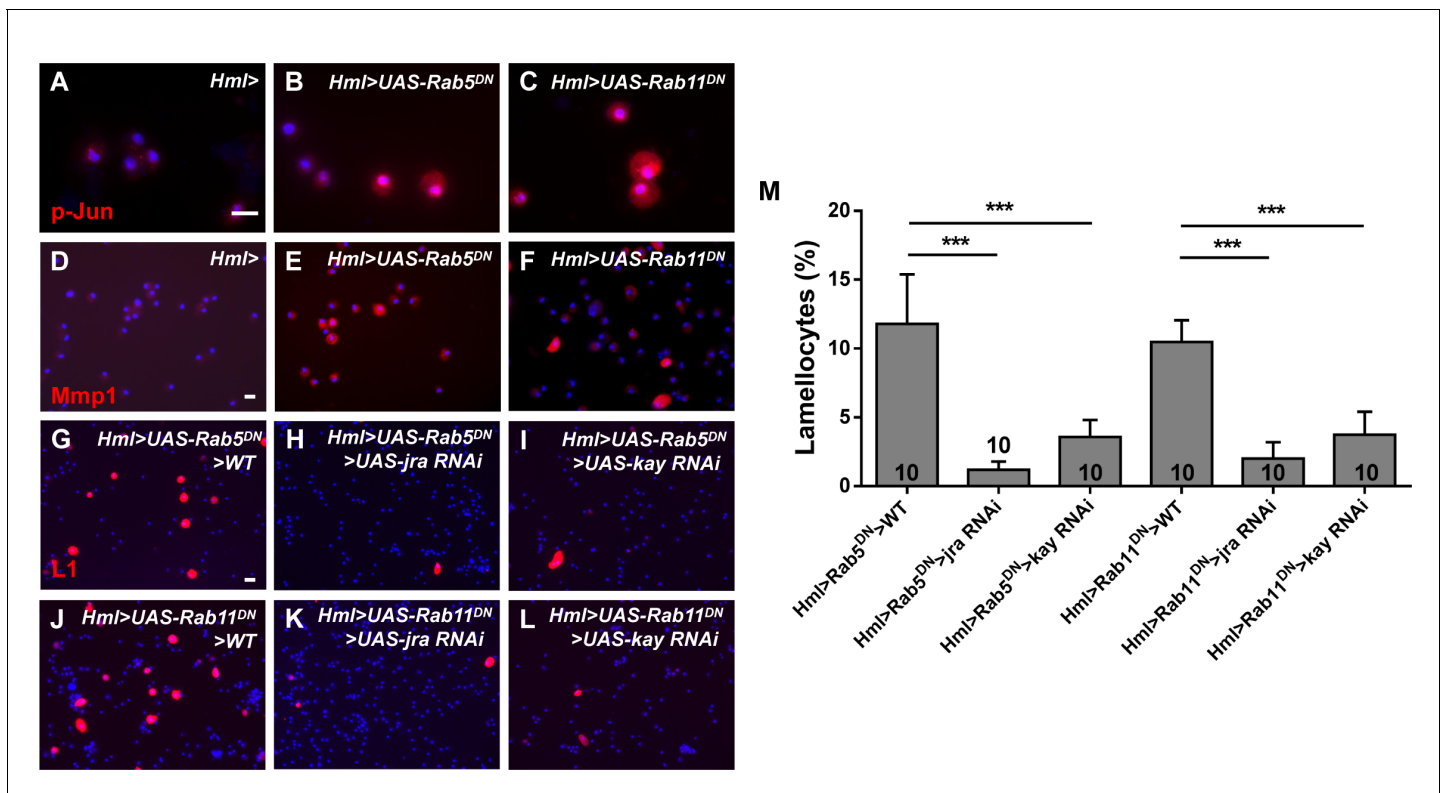 A Hml>
p-Jun
B Hml>UAS-Rab5DN
C Hml>UAS-Rab11DN
D Hml>
Mmp1
E Hml>UAS-Rab5DN
F Hml>UAS-Rab11DN
G Hml>UAS-Rab5DN
>WT
L1
H Hml>UAS-Rab5DN
>UAS-jra RNAi
I Hml>UAS-Rab5DN
>UAS-kay RNAi
J Hml>UAS-Rab11DN
>WT
K Hml>UAS-Rab11DN
>UAS-jra RNAi
L Hml>UAS-Rab11DN
>UAS-kay RNAi
M
Lamellocytes (%)
20
15
10
5
0
***
***
***
***
10
10
10
10
10
10
Hml>Rab5DN>WT
Hml>Rab5DN>jra RNAi
Hml>Rab5DN>kay RNAi
Hml>Rab11DN>WT
Hml>Rab11DN>jra RNAi
Hml>Rab11DN>kay RNAi